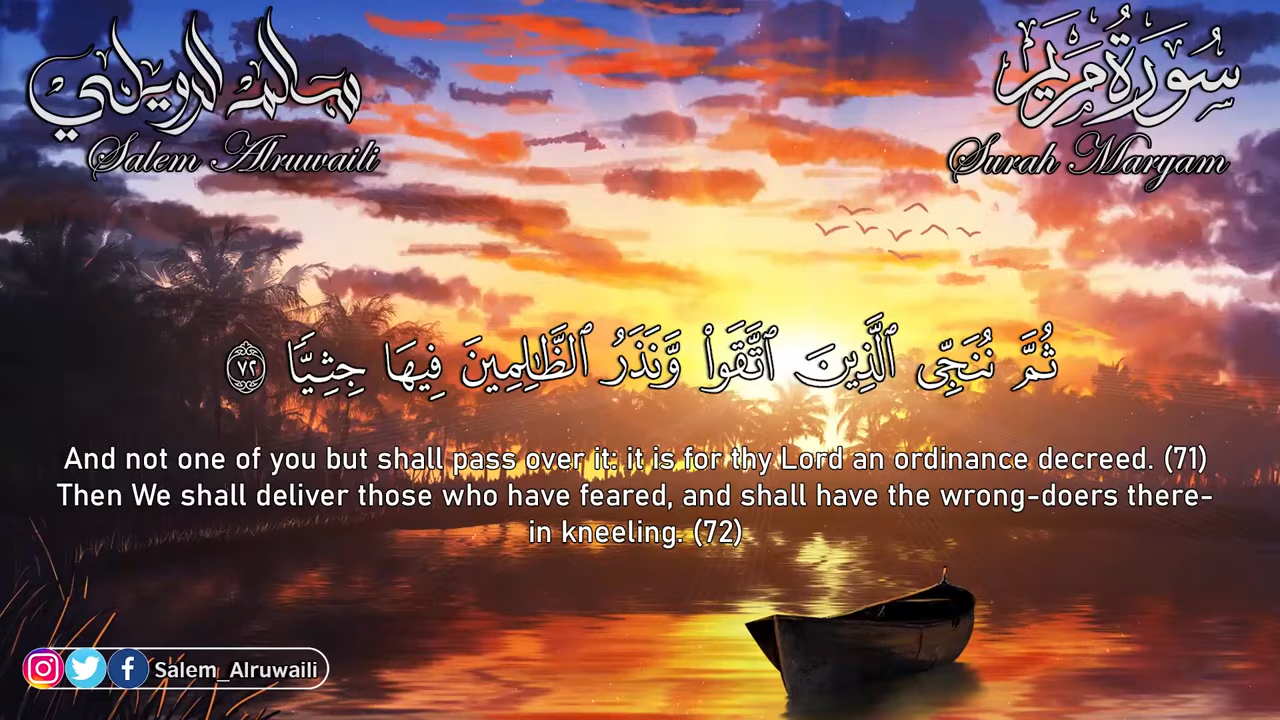 سالم الرويلي
Salem Alruwaili
سُورَةُ مَرْيَم
Surah Maryam
ثُمَّ نُنَجِّى ٱلَّذِينَ ٱتَّقَوا۟ وَّنَذَرُ ٱلظَّـٰلِمِينَ فِيهَا جِثِيًّا ٧٢
And not one of you but shall pass over it: it is for thy Lord an ordinance decreed. (71)
Then We shall deliver those who have feared, and shall have the wrong-doers there-
in kneeling. (72)
Salem_Alruwaili